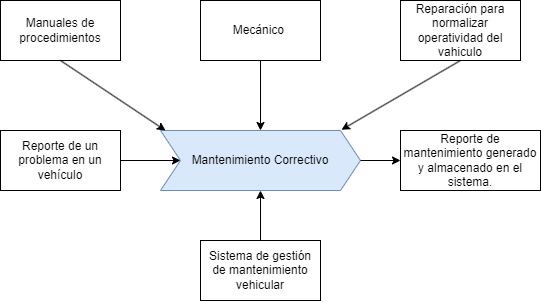 Manuales de
procedimientos
Mecánico
Reparación para
normalizar
operatividad del
vahiculo
Reporte de un
problema en un
vehículo
Mantenimiento Correctivo
Reporte de
mantenimiento generado
y almacenado en el
sistema.
Sistema de gestión
de mantenimiento
vehicular